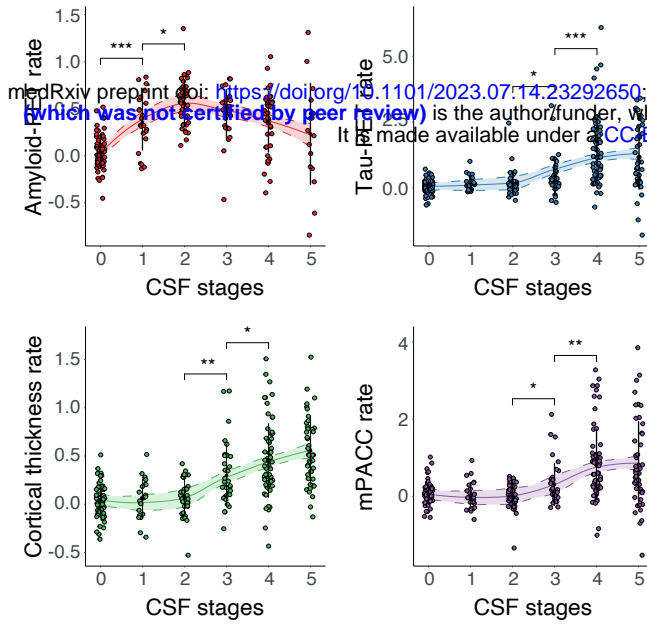 1.5
1.0
0.5
0.0
-0.5
Amyloid-PET rate
***
*
0 1 2 3 4 5
CSF stages
5.0
2.5
0.0
Tau-PET rate
*
***
0 1 2 3 4 5
CSF stages
medRxiv preprint doi: https://doi.org/10.1101/2023.07.14.23292650;
(which was not certified by peer review) is the author/funder, w
It is made available under a CC-B
1.5
1.0
0.5
0.0
-0.5
Cortical thickness rate
**
*
0 1 2 3 4 5
CSF stages
4
2
0
mPACC rate
*
**
0 1 2 3 4 5
CSF stages